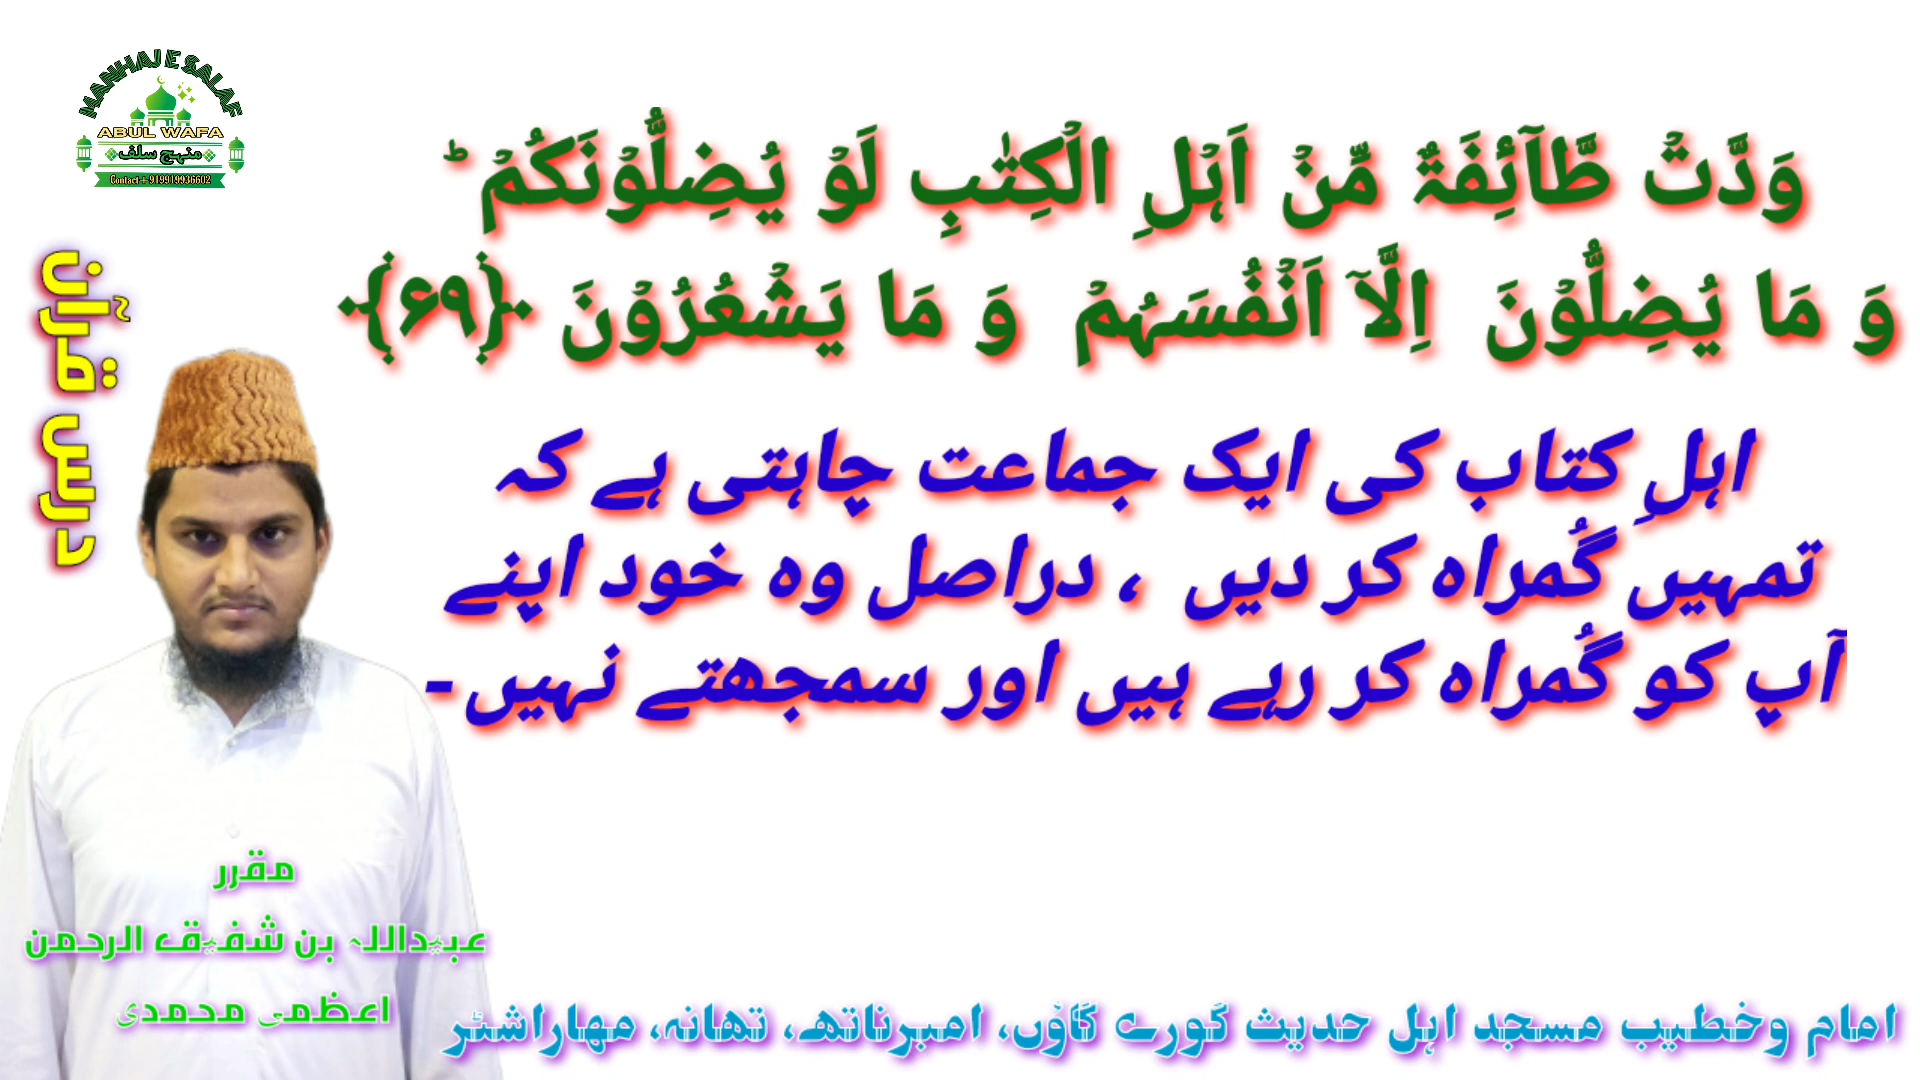 MANHAJ E SALAF
ABUL WAFA
منہج سلف
Contact + 919919936602
وَدَّتۡ طَّآئِفَۃٌ مِّنۡ اَہۡلِ الۡکِتٰبِ لَوۡ یُضِلُّوۡنَکُمۡ ؕ
وَ مَا یُضِلُّوۡنَ اِلَّاۤ اَنۡفُسَہُمۡ وَ مَا یَشۡعُرُوۡنَ ﴿۶۹﴾
درس قرآن
اہلِ کتاب کی ایک جماعت چاہتی ہے کہ
تمہیں گُمراہ کر دیں ، دراصل وہ خود اپنے
آپ کو گُمراہ کر رہے ہیں اور سمجھتے نہیں-
مقرر
عبیداللہ بن شفیق الرحمن
اعظمی محمدی
امام وخطیب مسجد اہل حدیث گورے گاؤں، امبرناتھ، تھانہ، مھاراشٹر